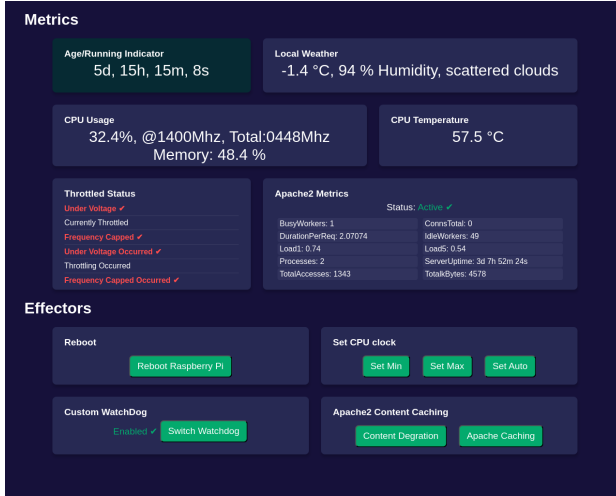 Metrics
Age/Running Indicator
5d, 15h, 15m, 8s
Local Weather
-1.4 °C, 94 % Humidity, scattered clouds
CPU Usage
32.4%, @1400Mhz, Total:0448Mhz
Memory: 48.4 %
CPU Temperature
57.5 °C
Throttled Status
Under Voltage ✔
Currently Throttled
Frequency Capped ✔
Under Voltage Occurred ✔
Throttling Occurred
Frequency Capped Occurred ✔
Apache2 Metrics
Status: Active ✔
BusyWorkers: 1
ConnsTotal: 0
DurationPerReq: 2.07074
IdleWorkers: 49
Load1: 0.74
Load5: 0.54
Processes: 2
ServerUptime: 3d 7h 52m 24s
TotalAccesses: 1343
TotalkBytes: 4578
Effectors
Reboot
Reboot Raspberry Pi
Set CPU clock
Set Min
Set Max
Set Auto
Custom WatchDog
Enabled ✔ Switch Watchdog
Apache2 Content Caching
Content Degration
Apache Caching